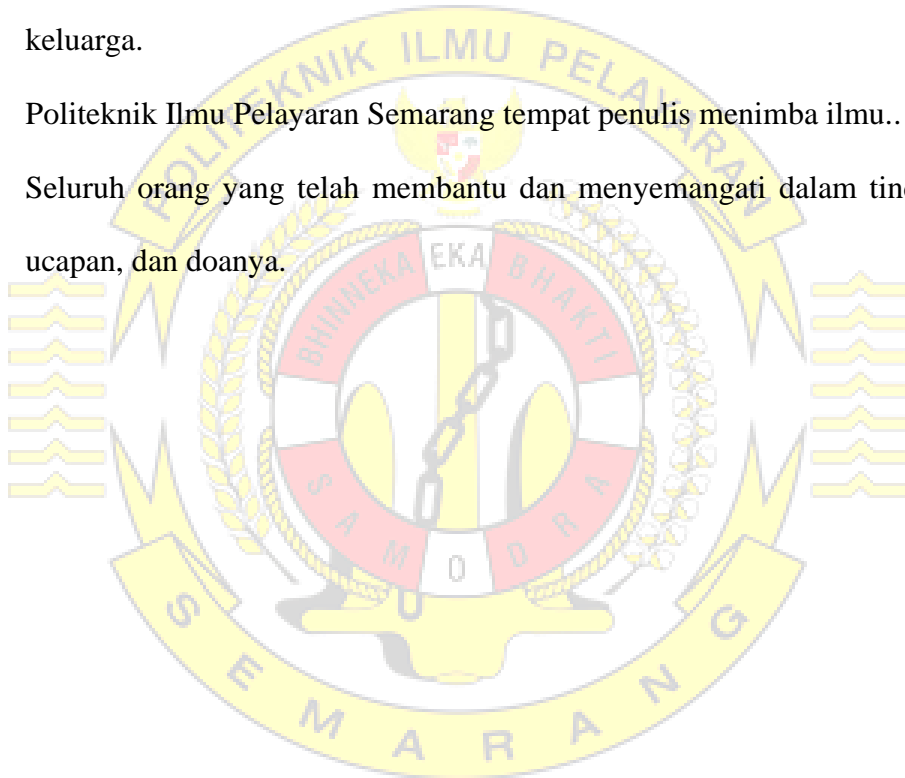 keluarga.
POLITEKNIK ILMU PELAYARAN
Politeknik Ilmu Pelayaran Semarang tempat penulis menimba ilmu..
Seluruh orang yang telah membantu dan menyemangati dalam
ucapan, dan doanya.
BHINNEKA EKA BHAKTI
SAMODRA
SEMARANG